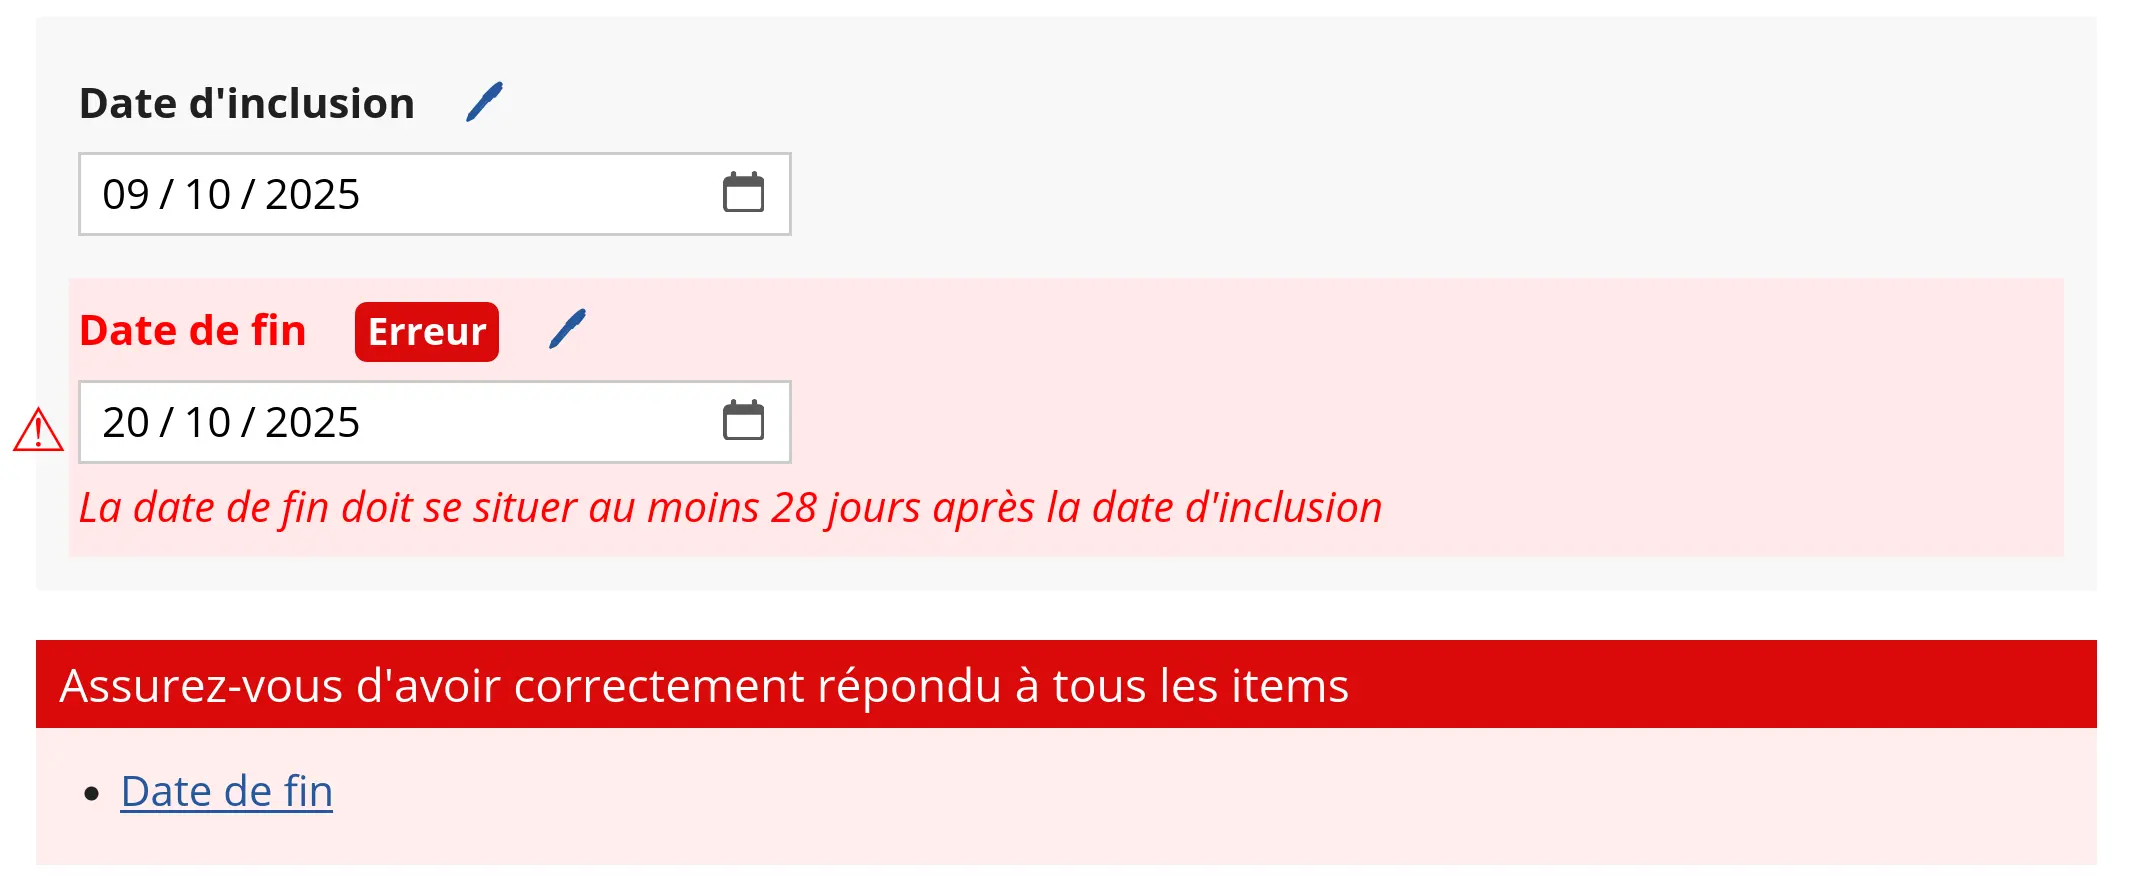 Date d'inclusion
09 / 10 / 2025
Date de fin Erreur
20 / 10 / 2025
La date de fin doit se situer au moins 28 jours après la date d'inclusion
Assurez-vous d'avoir correctement répondu à tous les items
Date de fin